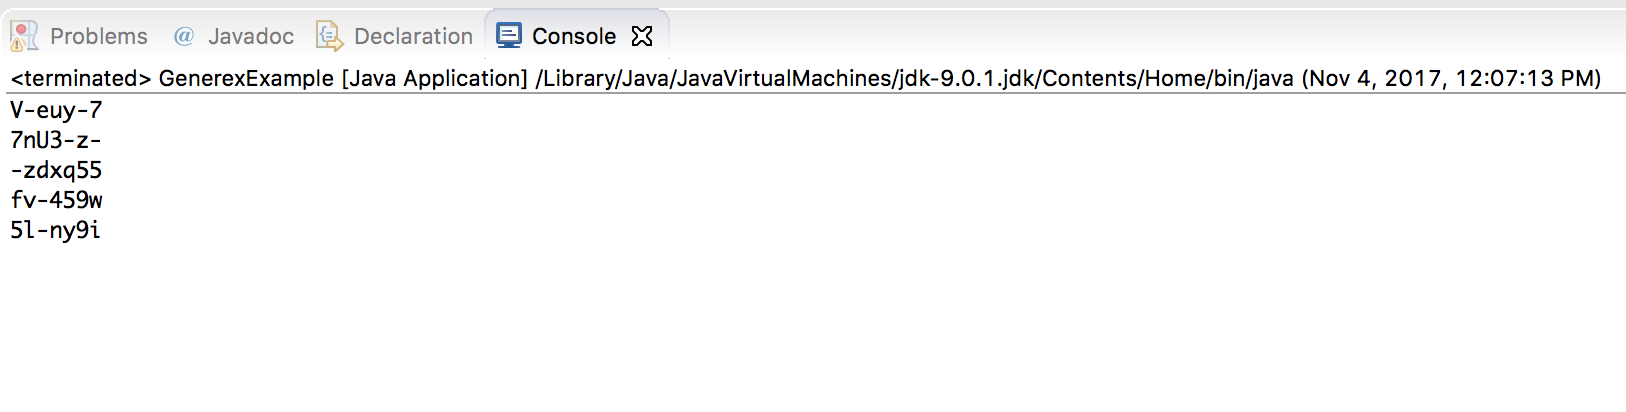 Problems @ Javadoc Declaration Console
<terminated> GenerexExample [Java Application] /Library/Java/JavaVirtualMachines/jdk-9.0.1.jdk/Contents/Home/bin/java (Nov 4, 2017, 12:07:13 PM)
V-euy-7
7nU3-z-
-zdxq55
fv-459w
5l-ny9i